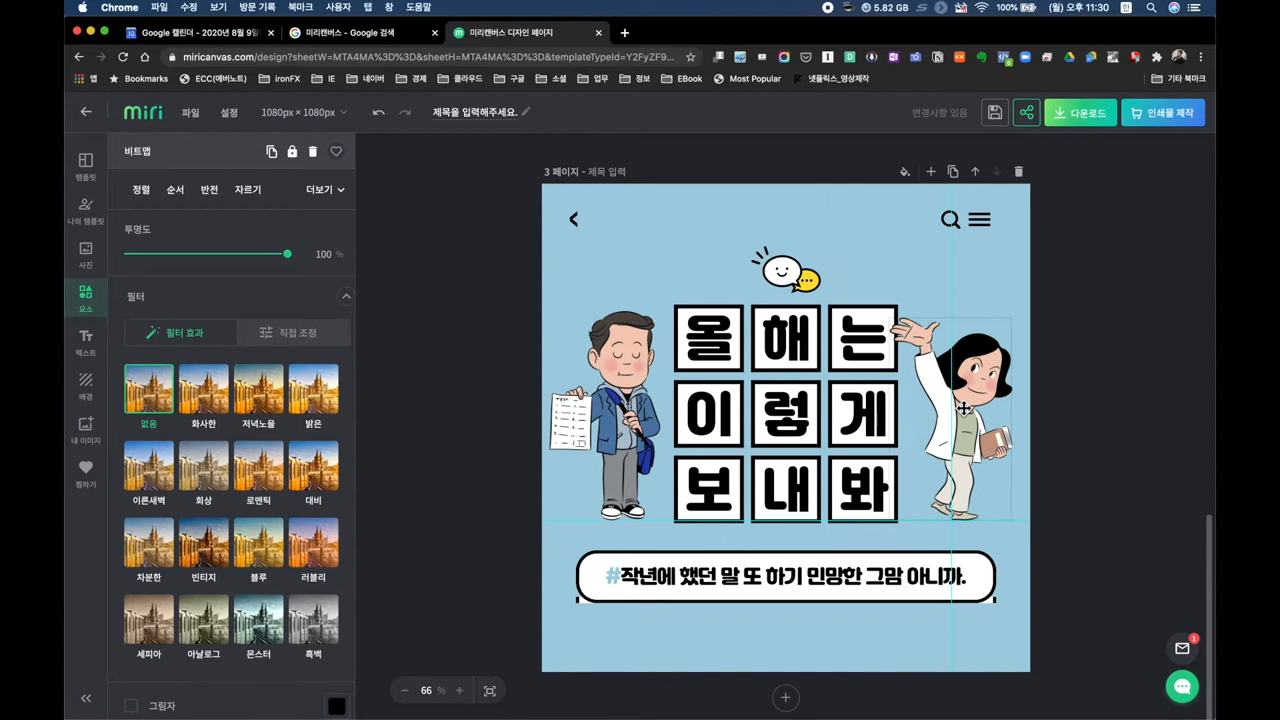 Chrome 파일 수정 보기 방문 기록 북마크 사용자 탭 창 도움말 5.82 GB 100% (월) 오후 11:30
Google 캘린더 - 2020년 8월 9일 미리캔버스 - Google 검색 미리캔버스 디자인 페이지
miricanvas.com/design?sheetW=MTA4MA%3D%3D&sheetH=MTA4MA%3D%3D&templateTypeId=Y2FyZF9...
앱 Bookmarks ECC(에버노트) ironFX IE 네이버 경제 클라우드 구글 소셜 업무 정보 EBook Most Popular 넷플릭스_영상제작 기타 북마크
miri 파일 설정 1080px × 1080px 제목을 입력해주세요. 변경사항 있음 다운로드 인쇄물 제작
템플릿
나의 템플릿
사진
요소
텍스트
배경
내 이미지
찜하기
비트맵
정렬 순서 반전 자르기 더보기
투명도
100 %
필터
필터 효과 직접 조정
없음 화사한 저녁노을 밝은
이른새벽 회상 로맨틱 대비
차분한 빈티지 블루 러블리
세피아 아날로그 몬스터 흑백
그림자
3 페이지 - 제목 입력
올 해 는
이 렇 게
보 내 봐
#작년에 했던 말 또 하기 민망한 그맘 아니까.
66 %
1